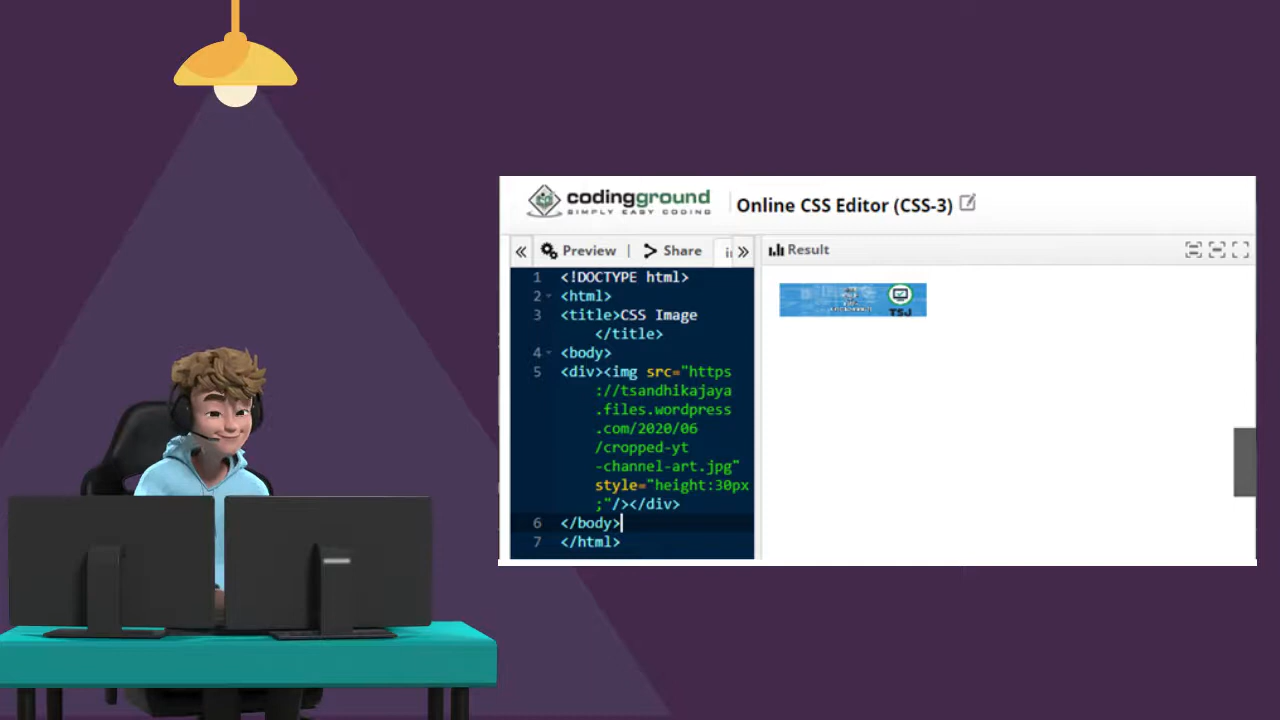 codingground
SIMPLY EASY CODING
Online CSS Editor (CSS-3)
Preview | Share
Result
1 <!DOCTYPE html>
2 <html>
3 <title>CSS Image
</title>
4 <body>
5 <div><img src="https
://tsandhikajaya
.files.wordpress
.com/2020/06
/cropped-yt
-channel-art.jpg"
style="height:30px
;"/></div>
6 </body>
7 </html>
TSJ